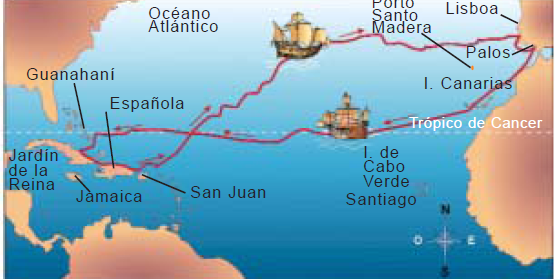 Océano
Atlántico
Porto
Santo
Madera
Lisboa
Palos
I. Canarias
Guanahaní
Española
Trópico de Cancer
Jardín
de la
Reina
Jamaica
San Juan
I. de
Cabo
Verde
Santiago
N
O
E
S